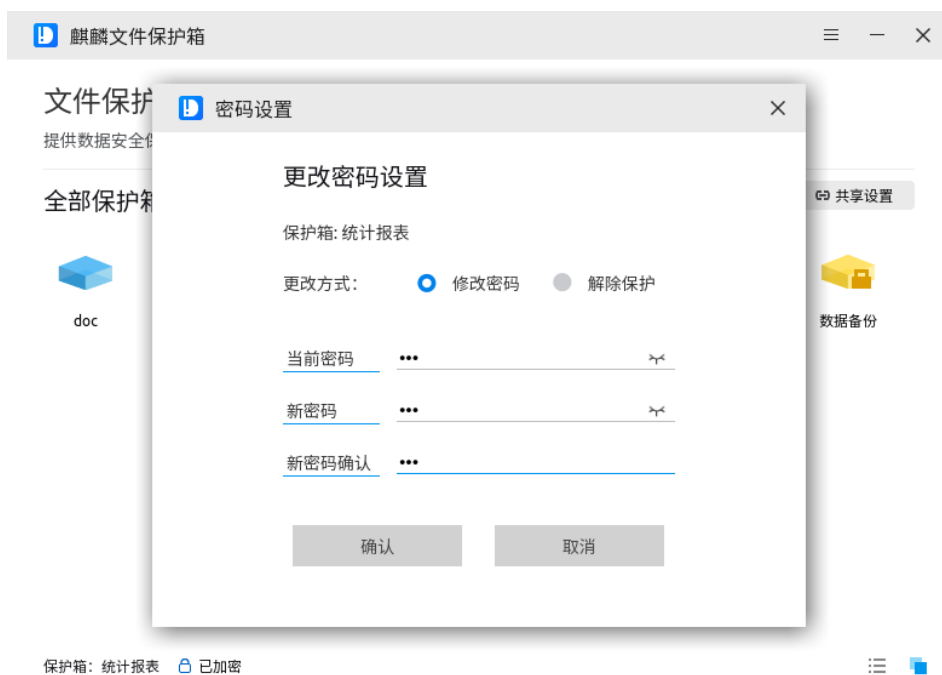 麒麟文件保护箱
文件保护
密码设置
提供数据安全保
更改密码设置
全部保护箱
共享设置
保护箱: 统计报表
更改方式: 修改密码 解除保护
doc
数据备份
当前密码 •••
新密码 •••
新密码确认 •••
确认 取消
保护箱: 统计报表 已加密